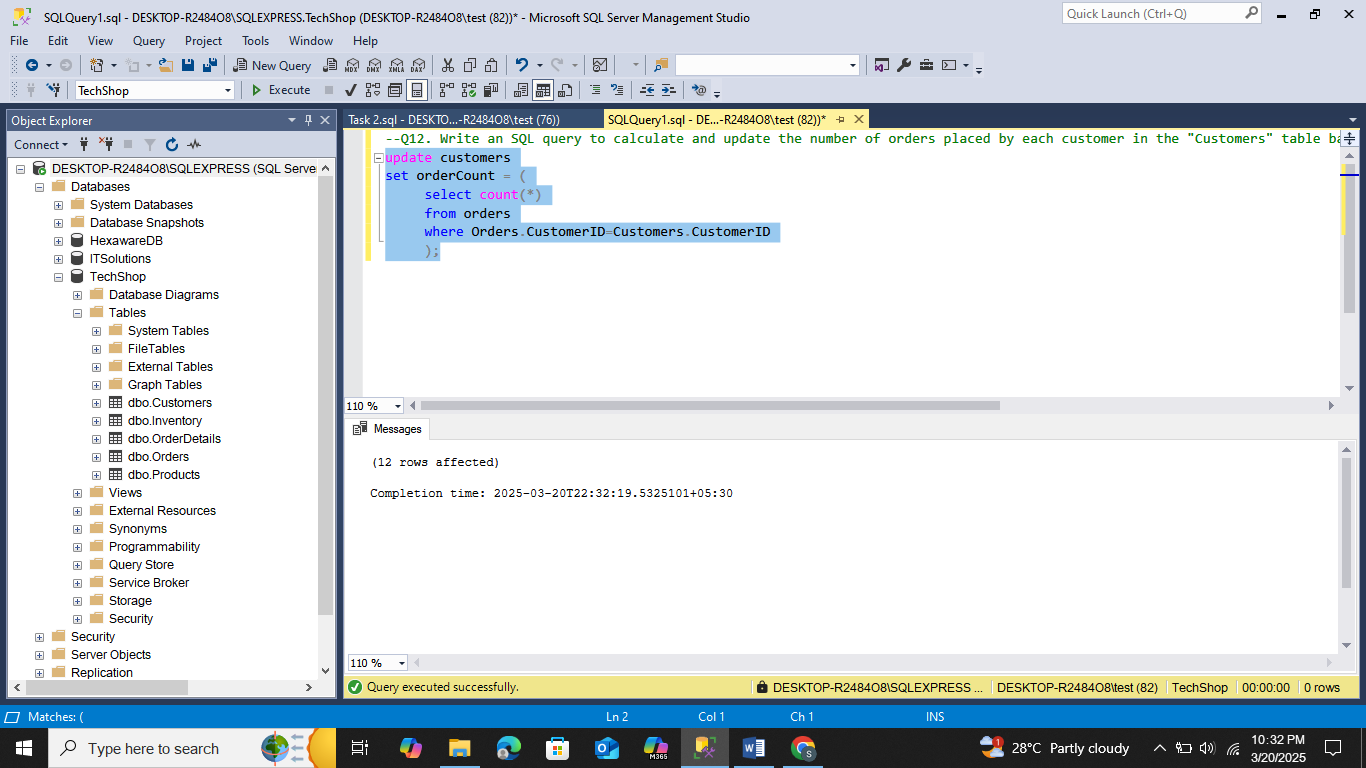 SQLQuery1.sql - DESKTOP-R2484O8\SQLEXPRESS.TechShop (DESKTOP-R2484O8\test (82))* - Microsoft SQL Server Management Studio
Quick Launch (Ctrl+Q)
File Edit View Query Project Tools Window Help
New Query MDX DMX XMLA DAX
TechShop Execute
Object Explorer
Task 2.sql - DESKTO...-R2484O8\test (76))
SQLQuery1.sql - DE...-R2484O8\test (82))*
Connect
DESKTOP-R2484O8\SQLEXPRESS (SQL Serve
Databases
System Databases
Database Snapshots
HexawareDB
ITSolutions
TechShop
Database Diagrams
Tables
System Tables
FileTables
External Tables
Graph Tables
dbo.Customers
dbo.Inventory
dbo.OrderDetails
dbo.Orders
dbo.Products
Views
External Resources
Synonyms
Programmability
Query Store
Service Broker
Storage
Security
Security
Server Objects
Replication
--Q12. Write an SQL query to calculate and update the number of orders placed by each customer in the "Customers" table ba
update customers
set orderCount = (
select count(*)
from orders
where Orders.CustomerID=Customers.CustomerID
);
110 %
Messages
(12 rows affected)
Completion time: 2025-03-20T22:32:19.5325101+05:30
110 %
Query executed successfully.
DESKTOP-R2484O8\SQLEXPRESS ... DESKTOP-R2484O8\test (82) TechShop 00:00:00 0 rows
Matches: ( Ln 2 Col 1 Ch 1 INS
Type here to search
M365
1
28°C Partly cloudy
10:32 PM
3/20/2025